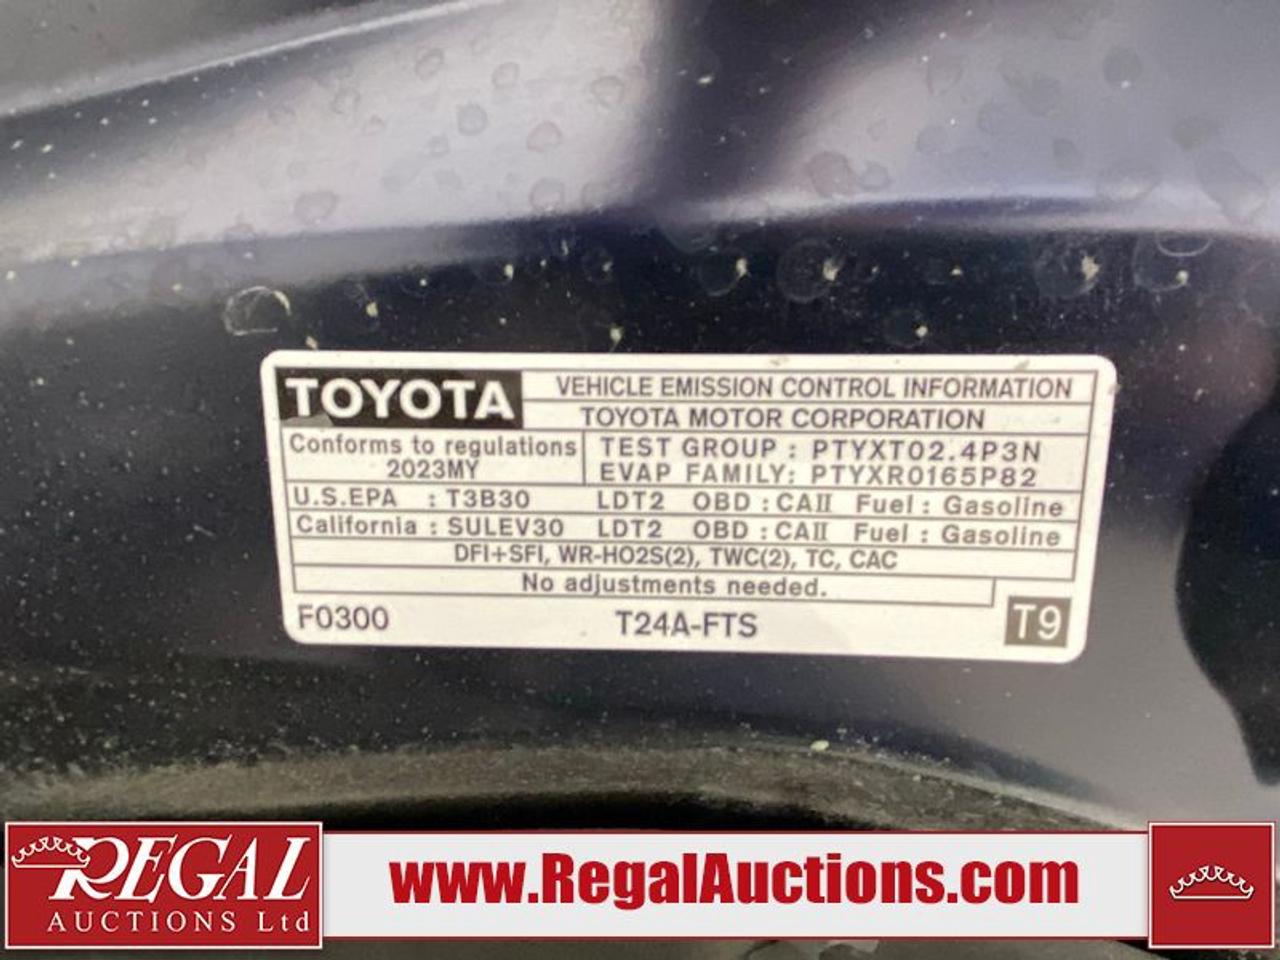 TOYOTA
VEHICLE EMISSION CONTROL INFORMATION
TOYOTA MOTOR CORPORATION
Conforms to regulations
2023MY
TEST GROUP : PTYXT02.4P3N
EVAP FAMILY: PTYXR0165P82
U.S.EPA : T3B30 LDT2 OBD : CAII Fuel : Gasoline
California : SULEV30 LDT2 OBD : CAII Fuel : Gasoline
DFI+SFI, WR-HO2S(2), TWC(2), TC, CAC
No adjustments needed.
F0300 T24A-FTS T9
REGAL
AUCTIONS Ltd
www.RegalAuctions.com